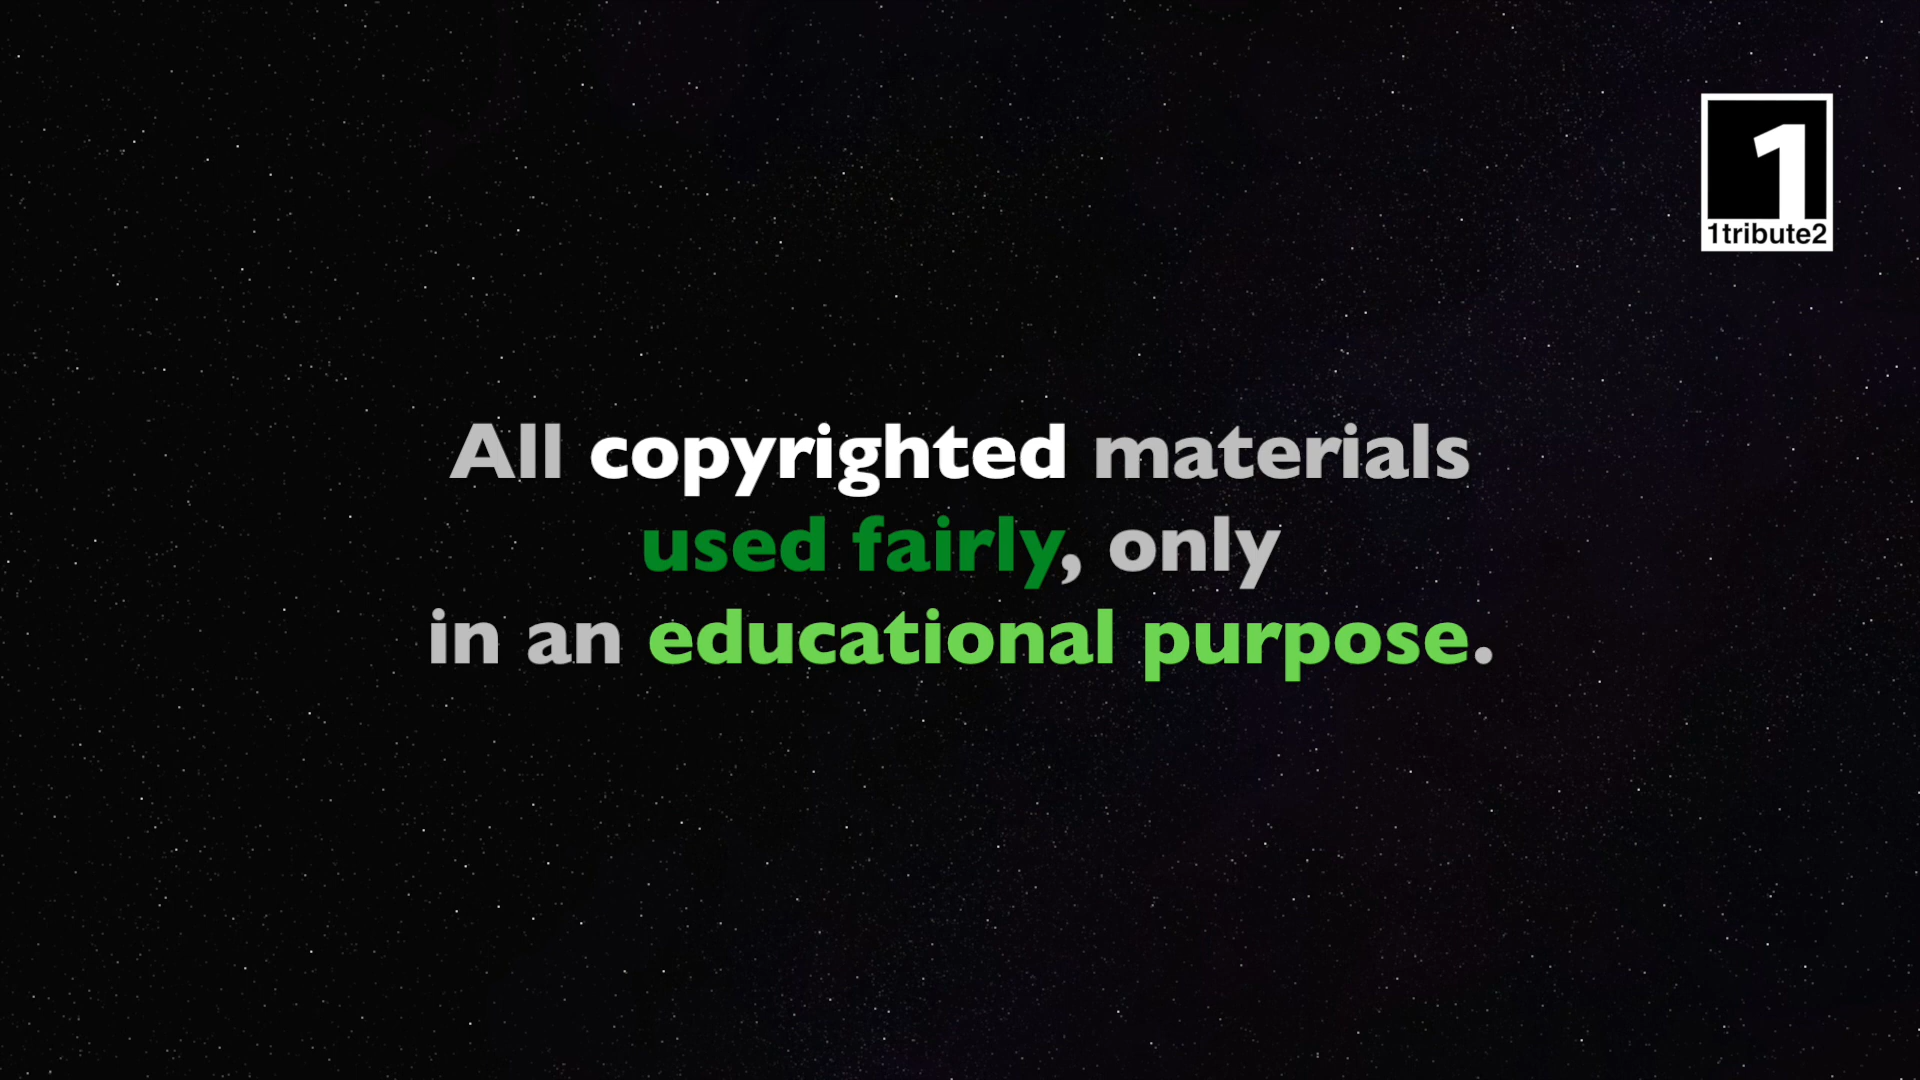 1
1tribute2
All copyrighted materials
used fairly, only
in an educational purpose.